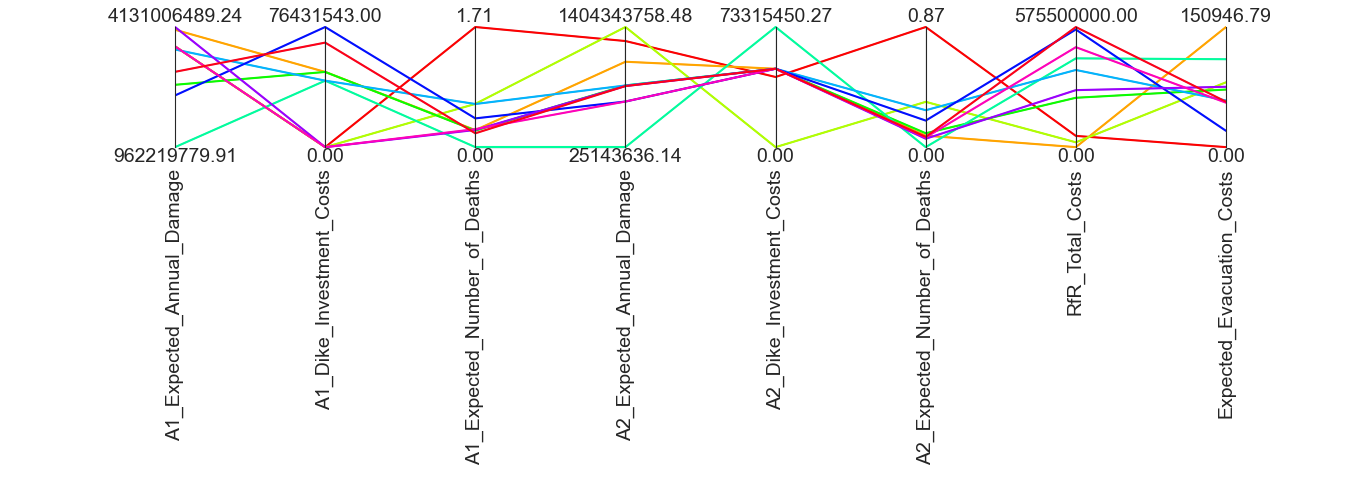 4131006489.24 76431543.00 1.71 1404343758.48 73315450.27 0.87 575500000.00 150946.79
9622219779.91 0.00 0.00 25143636.14 0.00 0.00 0.00 0.00
A1_Expected_Annual_Damage
A1_Dike_Investment_Costs
A1_Expected_Number_of_Deaths
A2_Expected_Annual_Damage
A2_Dike_Investment_Costs
A2_Expected_Number_of_Deaths
RfR_Total_Costs
Expected_Evacuation_Costs